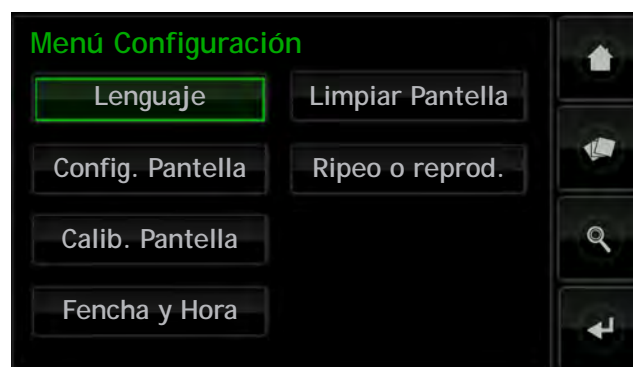 Menú Configuración
Lenguaje
Limpiar Pantella
Config. Pantella
Ripeo o reprod.
Calib. Pantella
Fencha y Hora